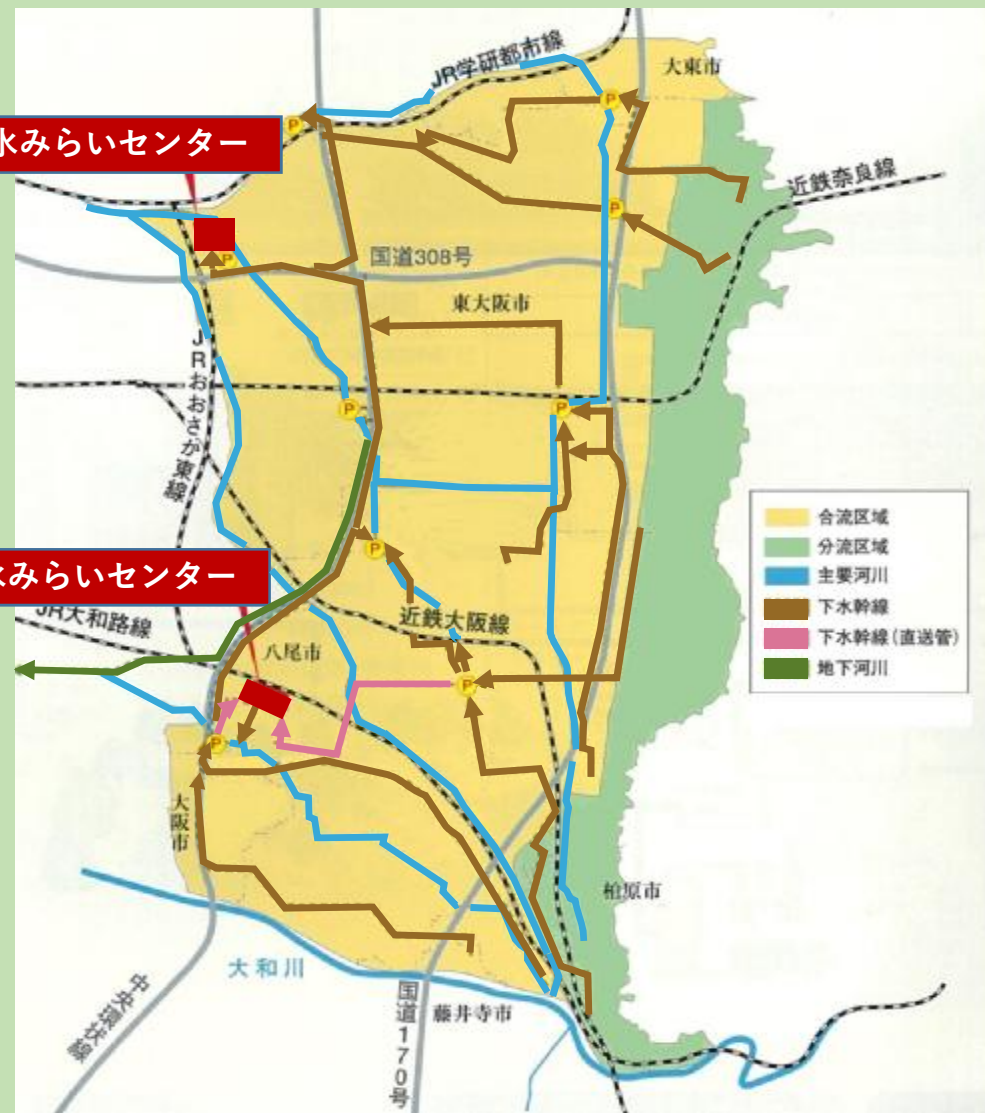 JR学研都市線
大東市
水みらいセンター
近鉄奈良線
P
P
P
P
国道308号
東大阪市
JRおおさか東線
P
P
合流区域
分流区域
主要河川
下水幹線
下水幹線(直送管)
地下河川
P
水みらいセンター
JR大和路線
近鉄大阪線
八尾市
P
P
大阪市
柏原市
大和川
中央環状線
国道170号
藤井寺市